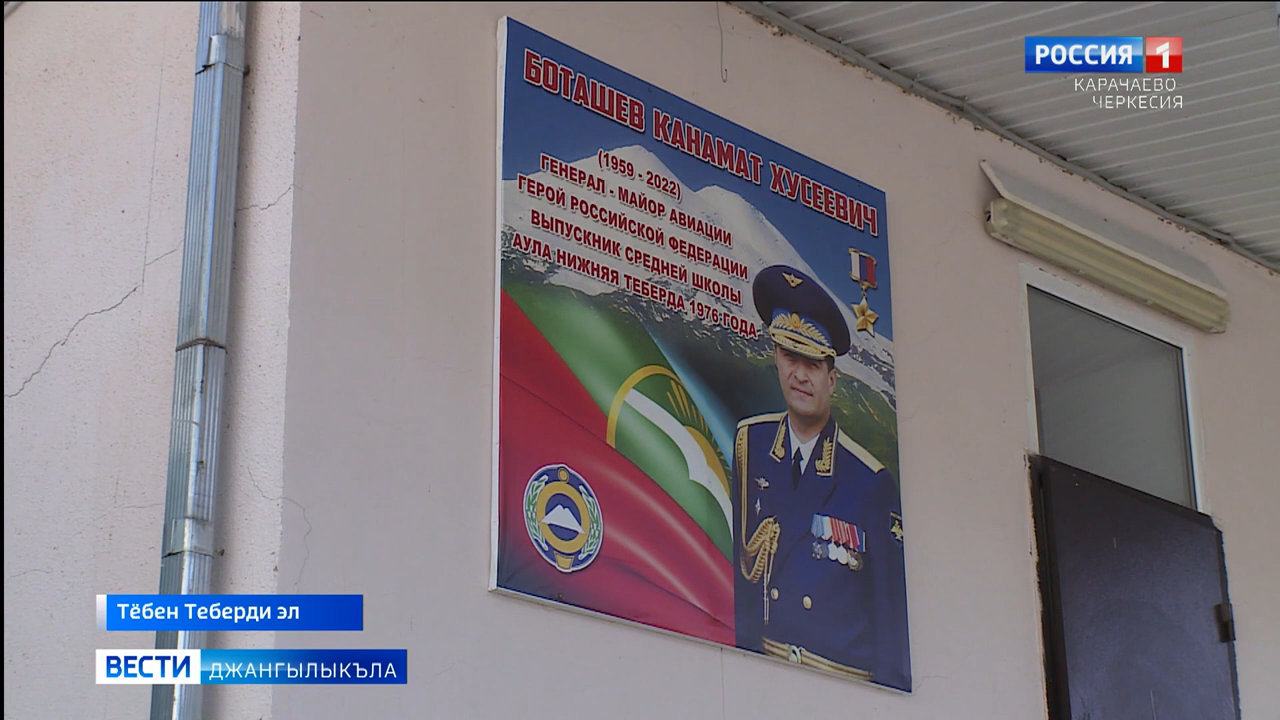 БОТАШЕВ КАНАМАТ ХУСЕЕВИЧ
(1959 - 2022)
ГЕНЕРАЛ - МАЙОР АВИАЦИИ
ГЕРОЙ РОССИЙСКОЙ ФЕДЕРАЦИИ
ВЫПУСКНИК СРЕДНЕЙ ШКОЛЫ
АУЛА НИЖНЯЯ ТЕБЕРДА 1976 ГОДА
РОССИЯ 1
КАРАЧАЕВО-
ЧЕРКЕСИЯ
Тёбен Теберди эл
ВЕСТИ ДЖАНГЫЛЫКЪЛА